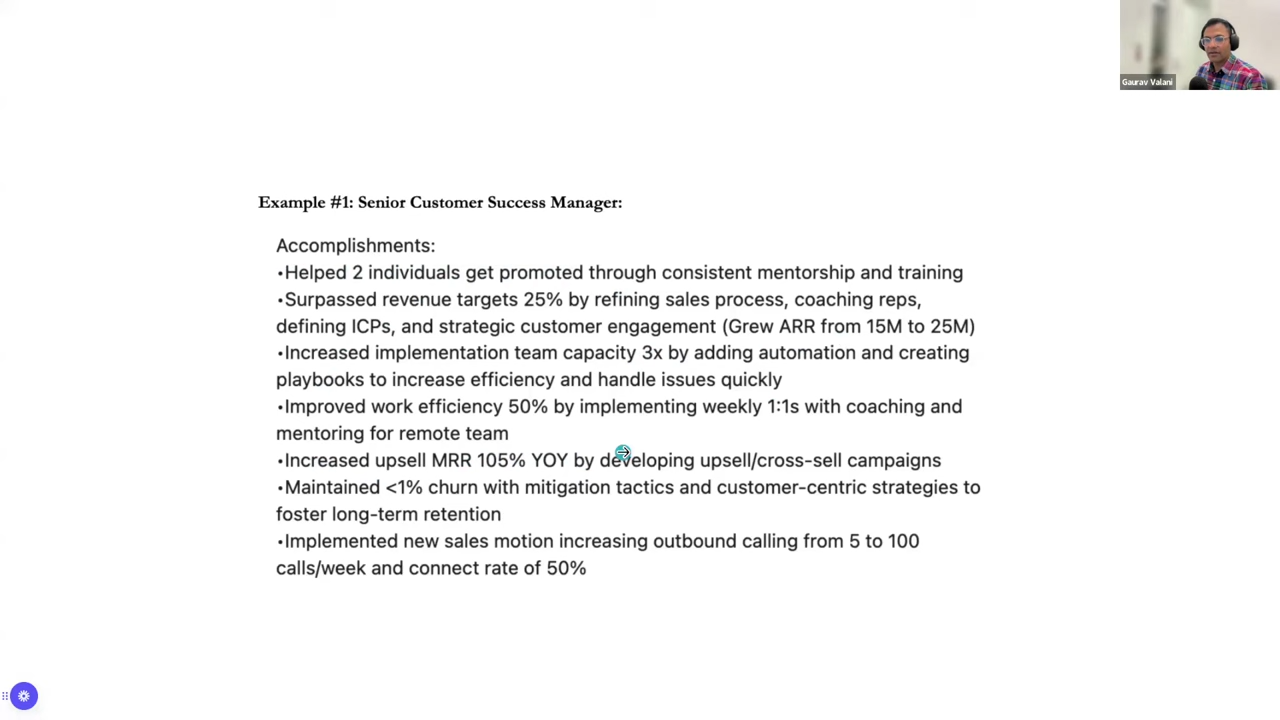 Gaurav Valani
Example #1: Senior Customer Success Manager:
Accomplishments:
•Helped 2 individuals get promoted through consistent mentorship and training
•Surpassed revenue targets 25% by refining sales process, coaching reps,
defining ICPs, and strategic customer engagement (Grew ARR from 15M to 25M)
•Increased implementation team capacity 3x by adding automation and creating
playbooks to increase efficiency and handle issues quickly
•Improved work efficiency 50% by implementing weekly 1:1s with coaching and
mentoring for remote team
•Increased upsell MRR 105% YOY by developing upsell/cross-sell campaigns
•Maintained <1% churn with mitigation tactics and customer-centric strategies to
foster long-term retention
•Implemented new sales motion increasing outbound calling from 5 to 100
calls/week and connect rate of 50%